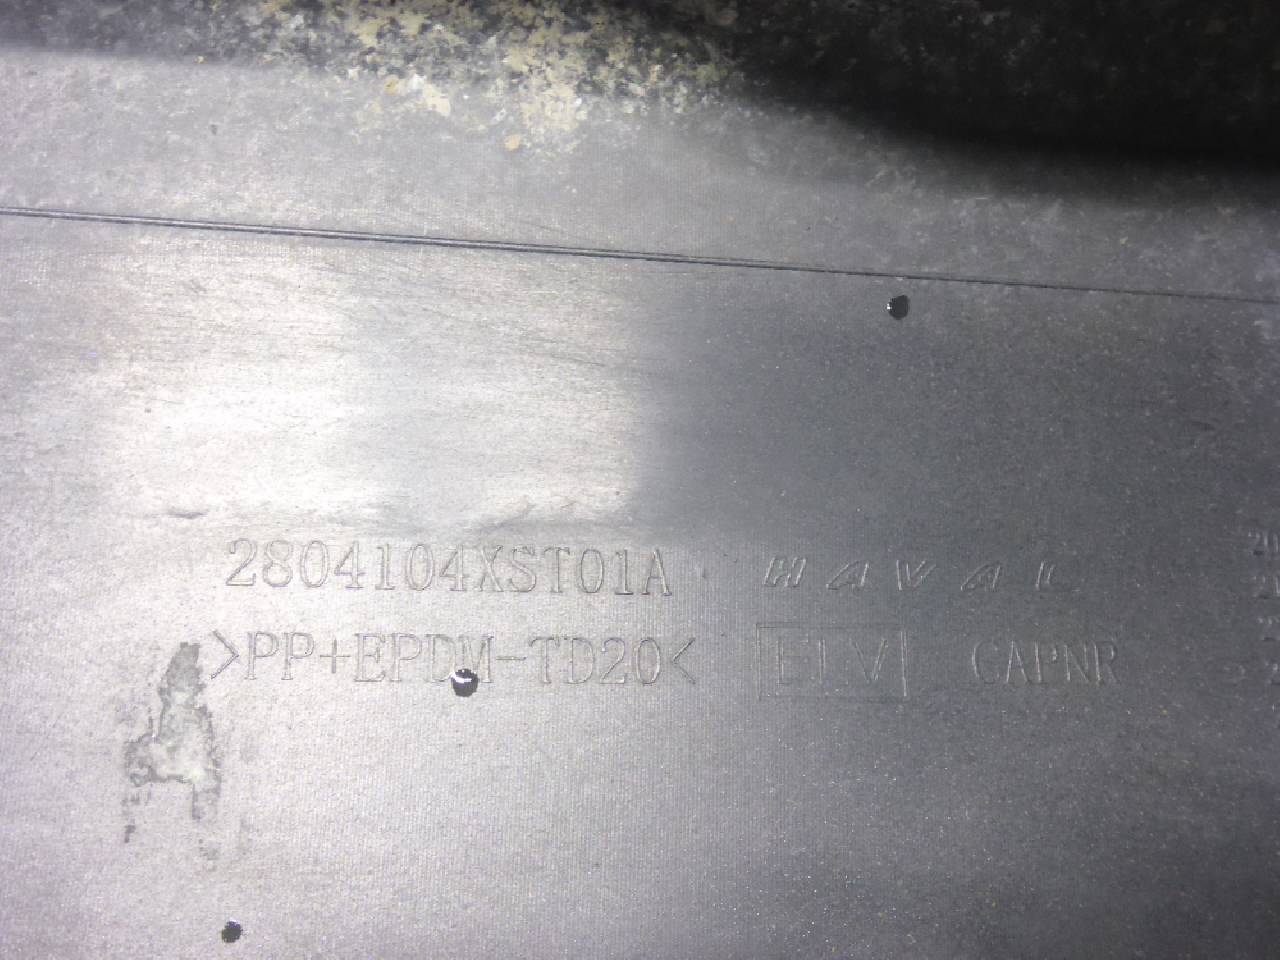 2804104XST01A HAVAL
>PP+EPDM-TD20< ELV CAPNR